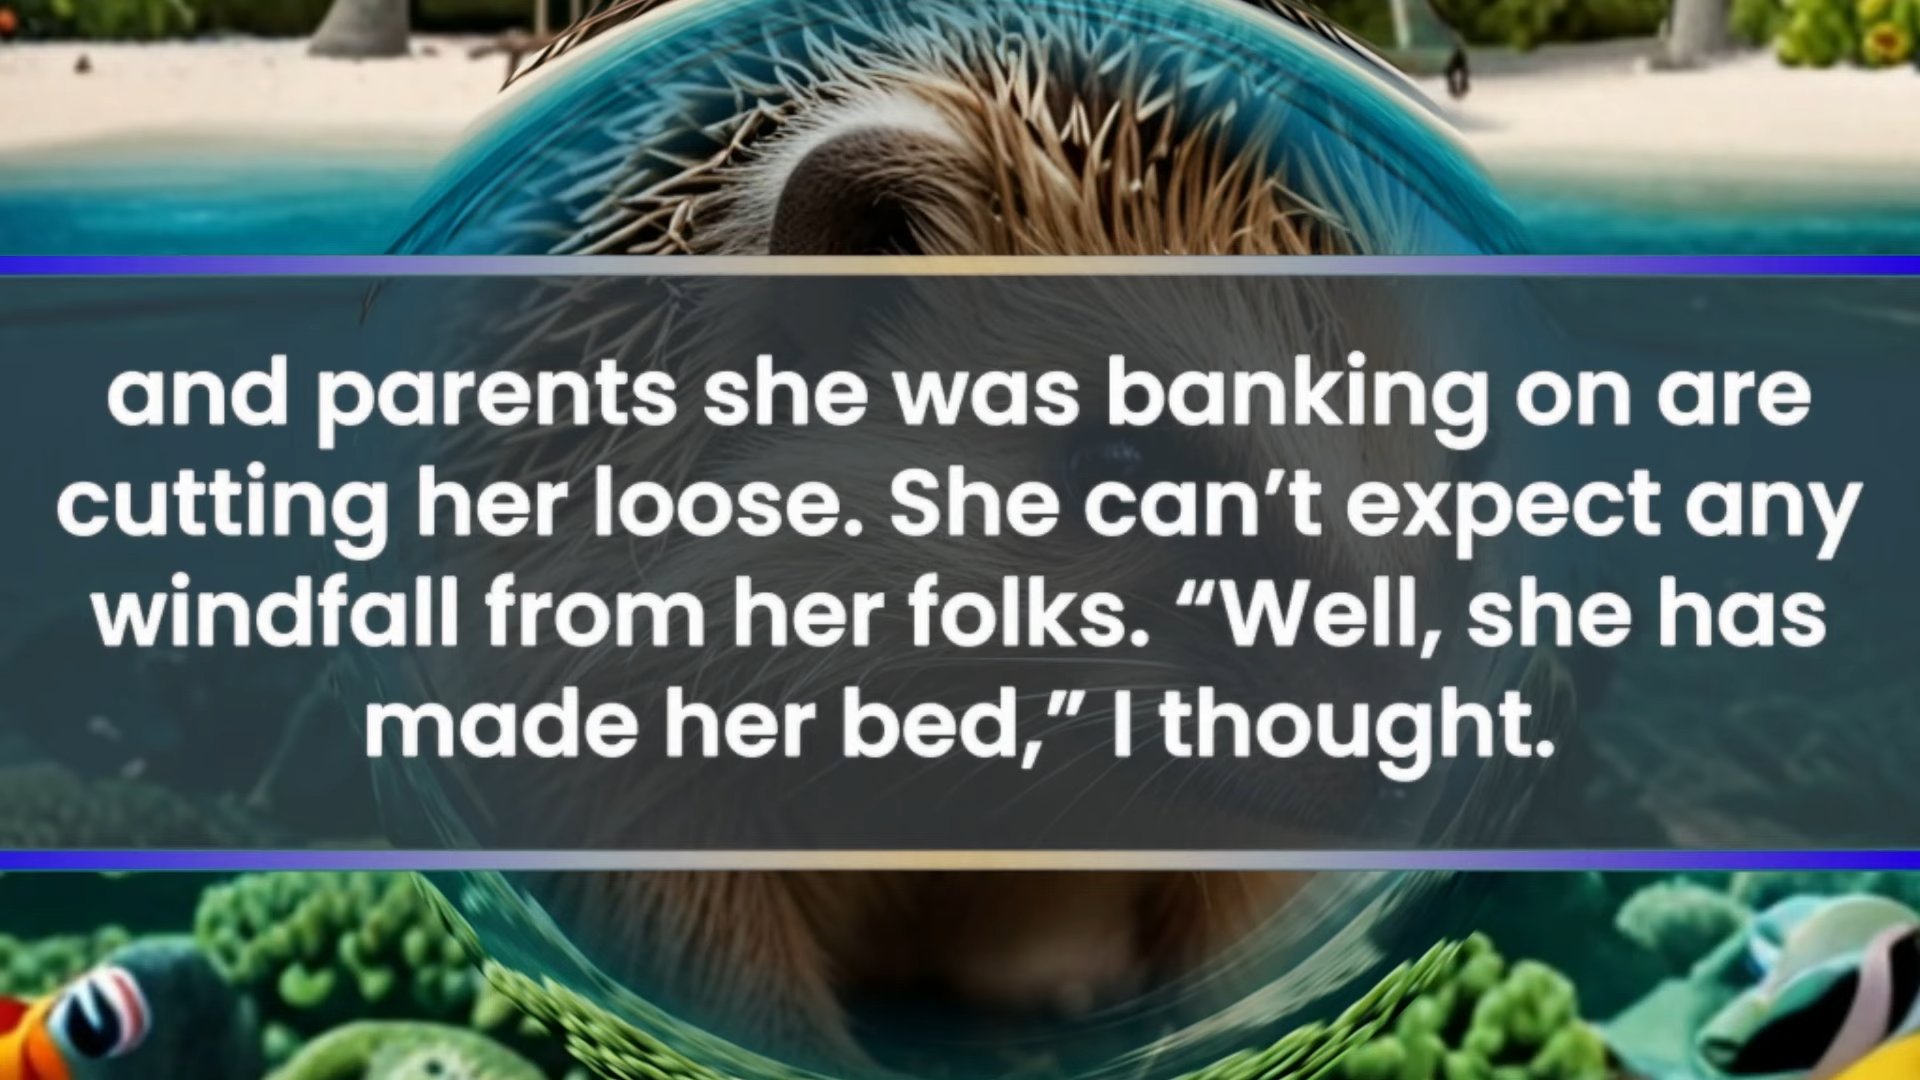 and parents she was banking on are
cutting her loose. She can’t expect any
windfall from her folks. “Well, she has
made her bed,” I thought.